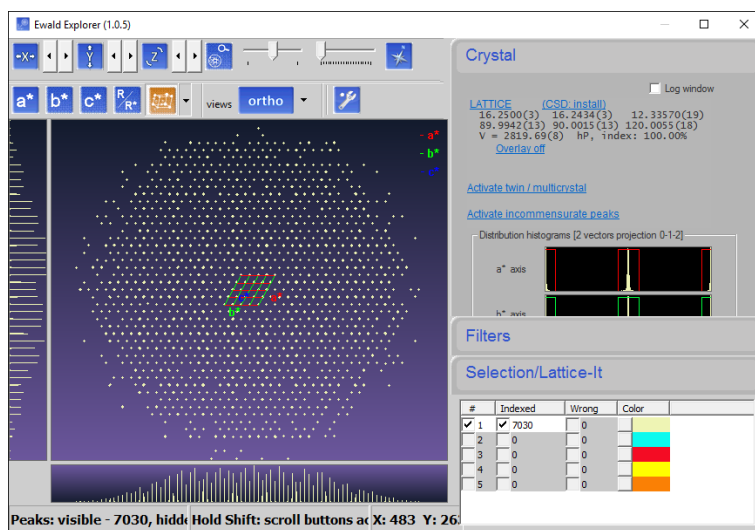 Ewald Explorer (1.0.5)
X
Y
Z
a* b* c* R/R* views ortho
- a*
- b*
a*
b*
Crystal
Log window
LATTICE (CSD: install)
16.2500(3) 16.2434(3) 12.33570(19)
89.9942(13) 90.0015(13) 120.0055(18)
V = 2819.69(8) hP, index: 100.00%
Overlay off
Activate twin / multicrystal
Activate incommensurate peaks
Distribution histograms [2 vectors projection 0-1-2]
a* axis
b* axis
Filters
Selection/Lattice-It
# Indexed Wrong Color
1 7030 0
2 0 0
3 0 0
4 0 0
5 0 0
Peaks: visible - 7030, hidde Hold Shift: scroll buttons ac X: 483 Y: 26